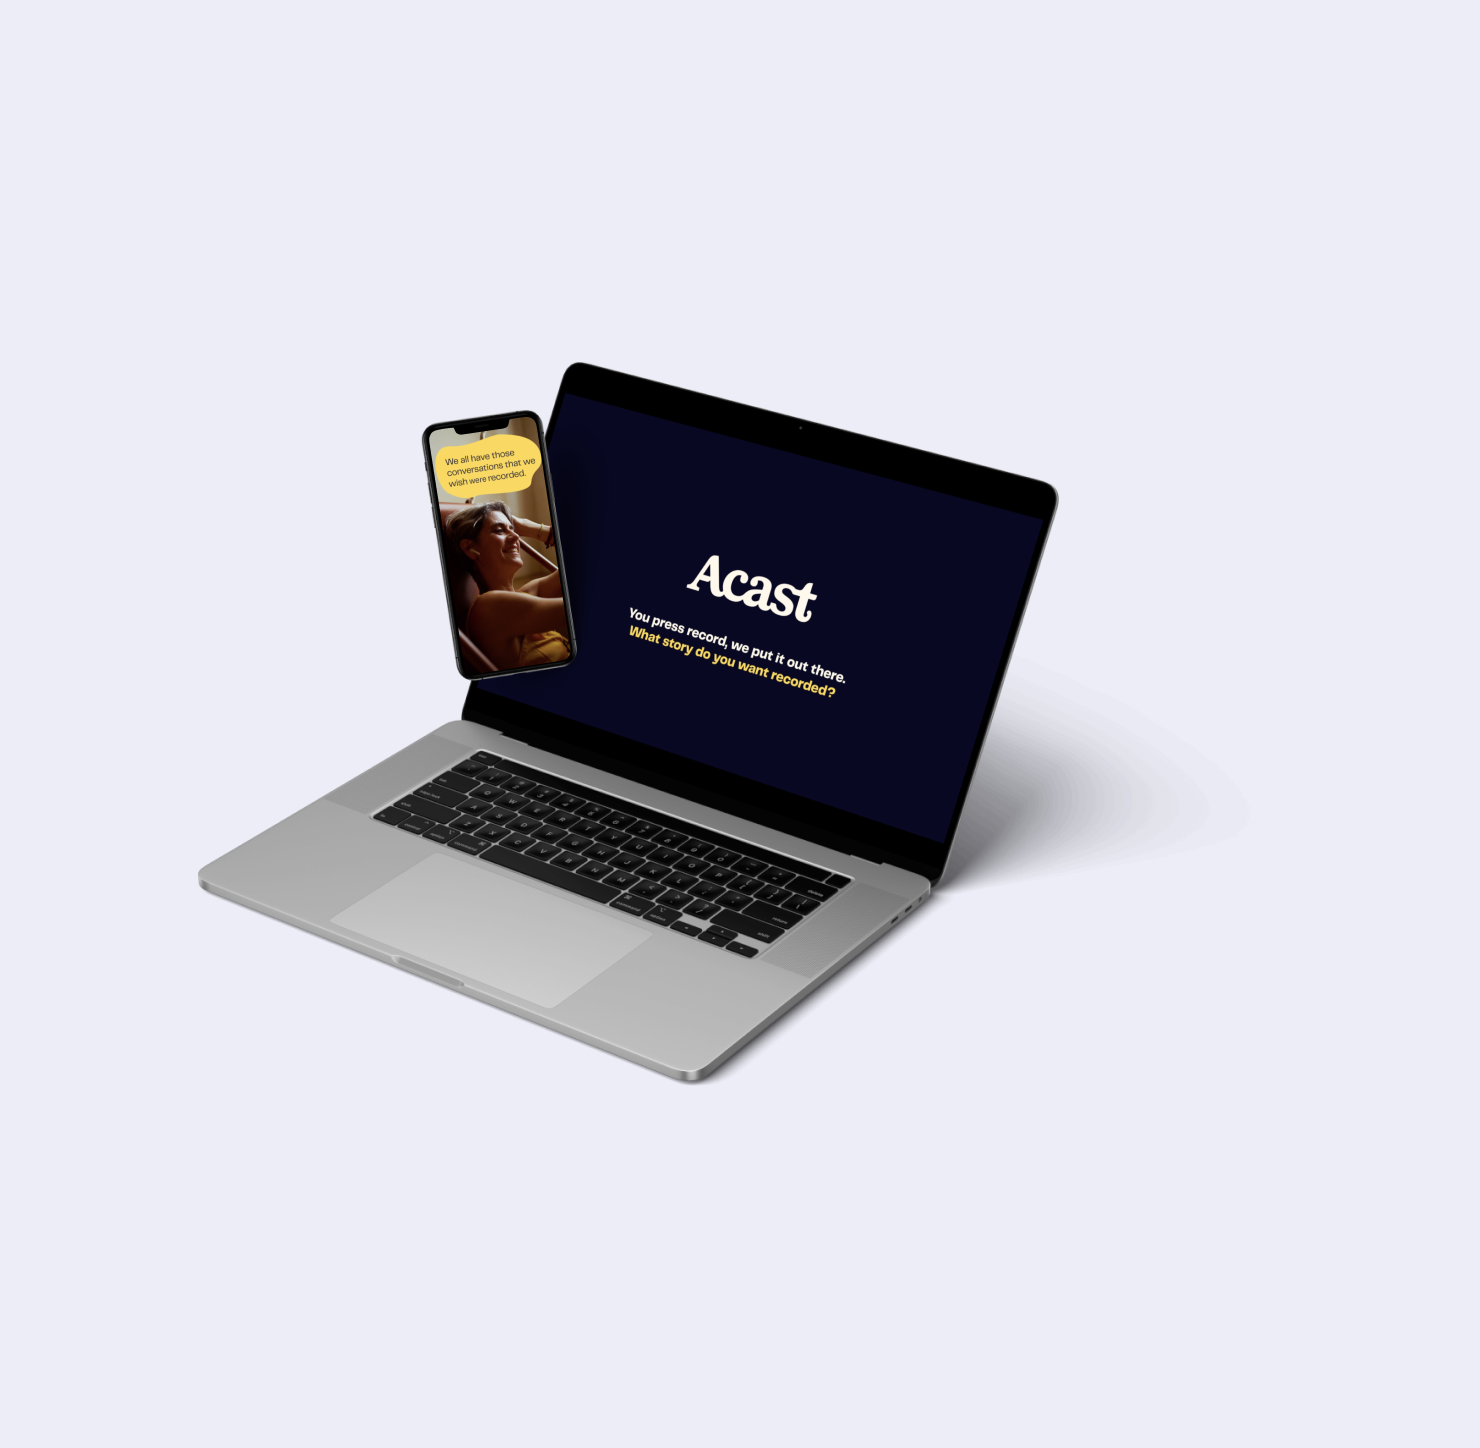 We all have those
conversations that we
wish were recorded.
Acast
You press record, we put it out there.
What story do you want recorded?